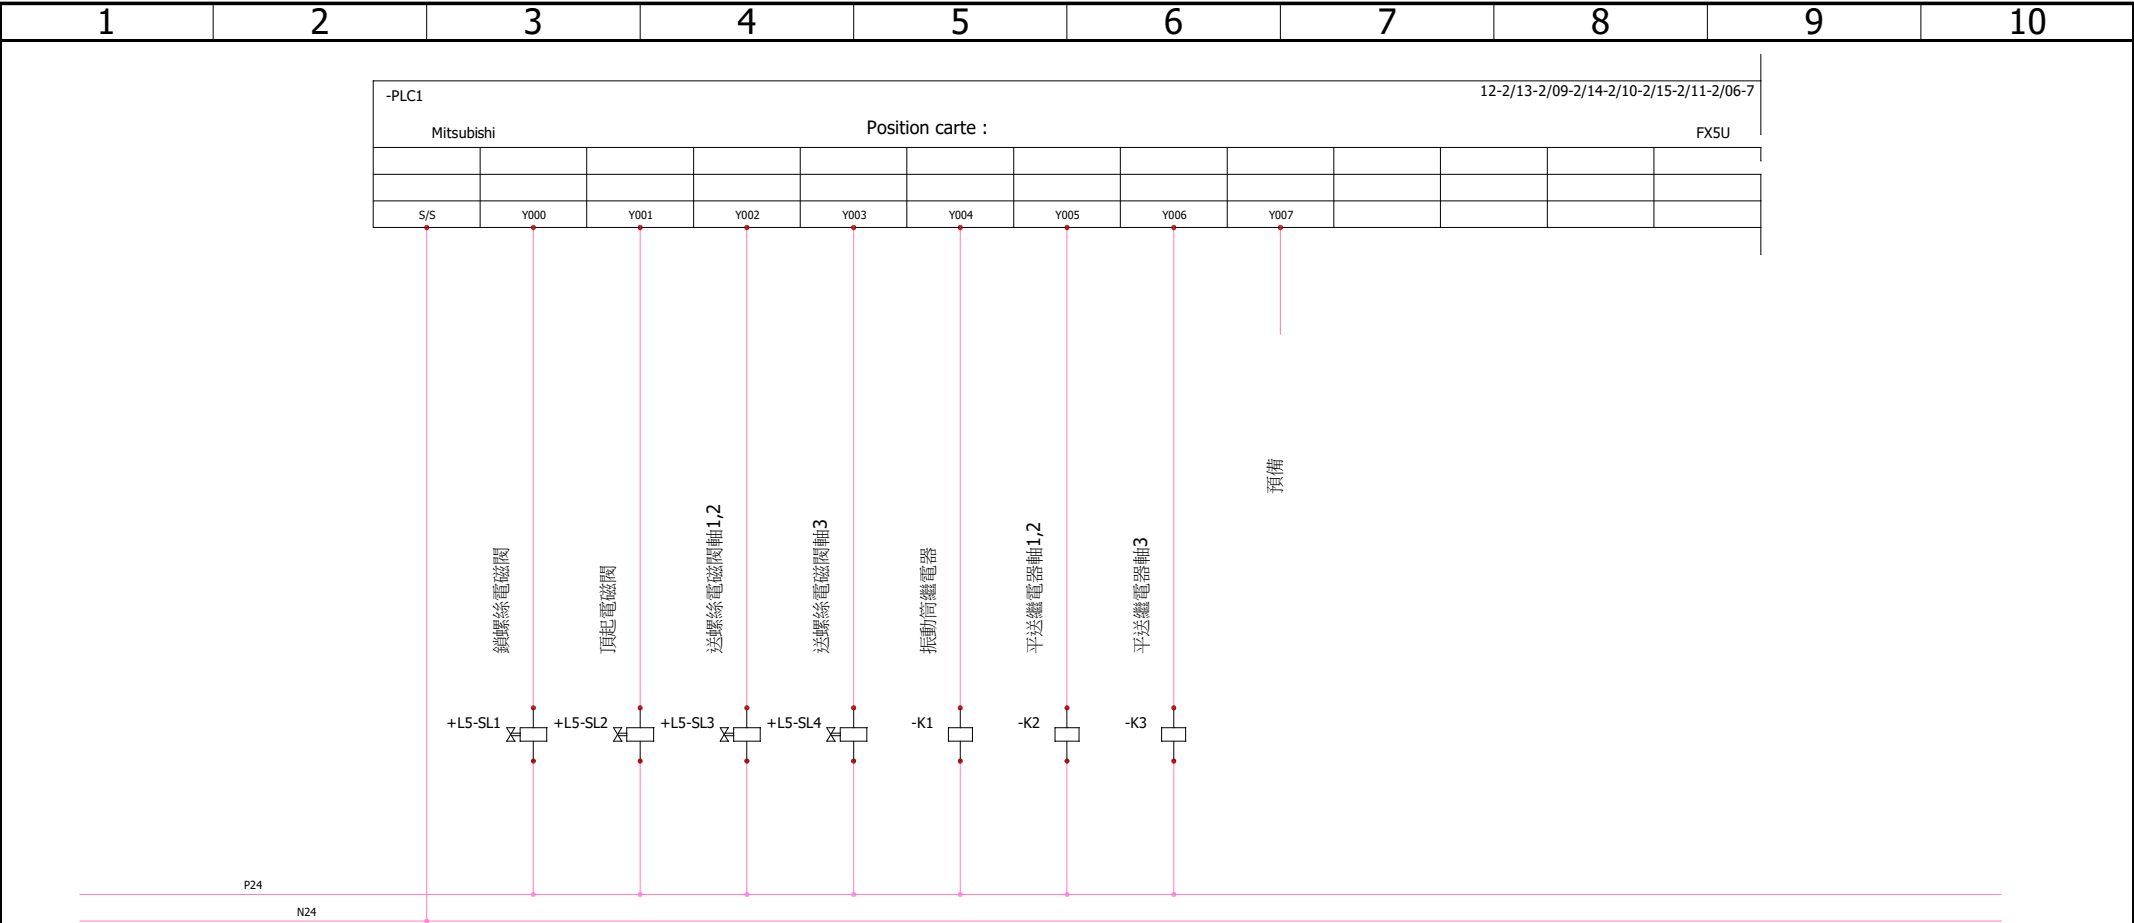 1 2 3 4 5 6 7 8 9 10
-PLC1 12-2/13-2/09-2/14-2/10-2/15-2/11-2/06-7
Mitsubishi Position carte : FX5U
S/S Y000 Y001 Y002 Y003 Y004 Y005 Y006 Y007
鎖螺絲電磁閥
頂起電磁閥
送螺絲電磁閥軸1,2
送螺絲電磁閥軸3
振動筒繼電器
平送繼電器軸1,2
平送繼電器軸3
預備
+L5-SL1 +L5-SL2 +L5-SL3 +L5-SL4 -K1 -K2 -K3
P24
N24